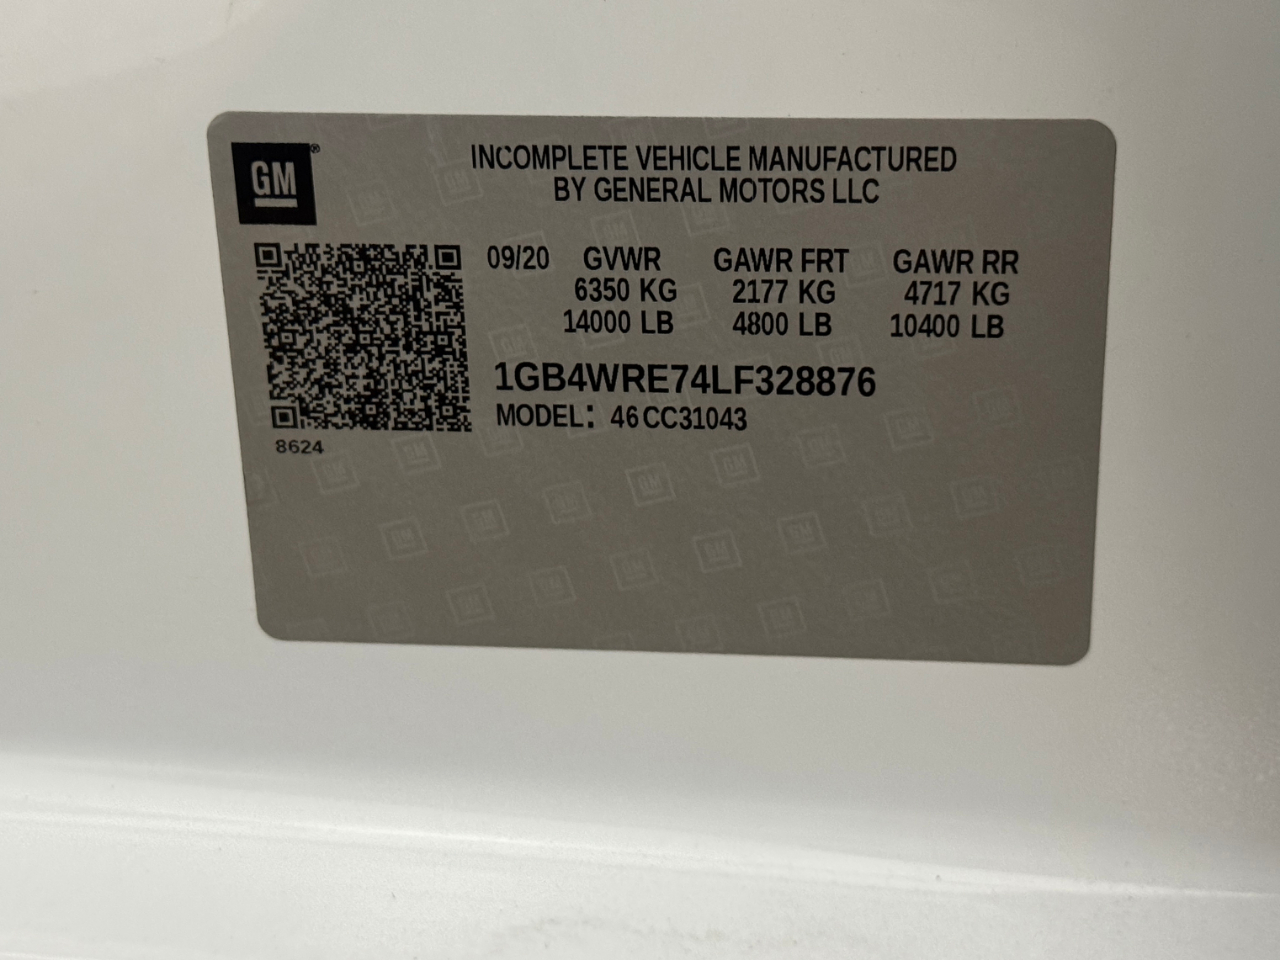 GM®
INCOMPLETE VEHICLE MANUFACTURED
BY GENERAL MOTORS LLC
09/20 GVWR GAWR FRT GAWR RR
6350 KG 2177 KG 4717 KG
14000 LB 4800 LB 10400 LB
1GB4WRE74LF328876
MODEL: 46CC31043
8624